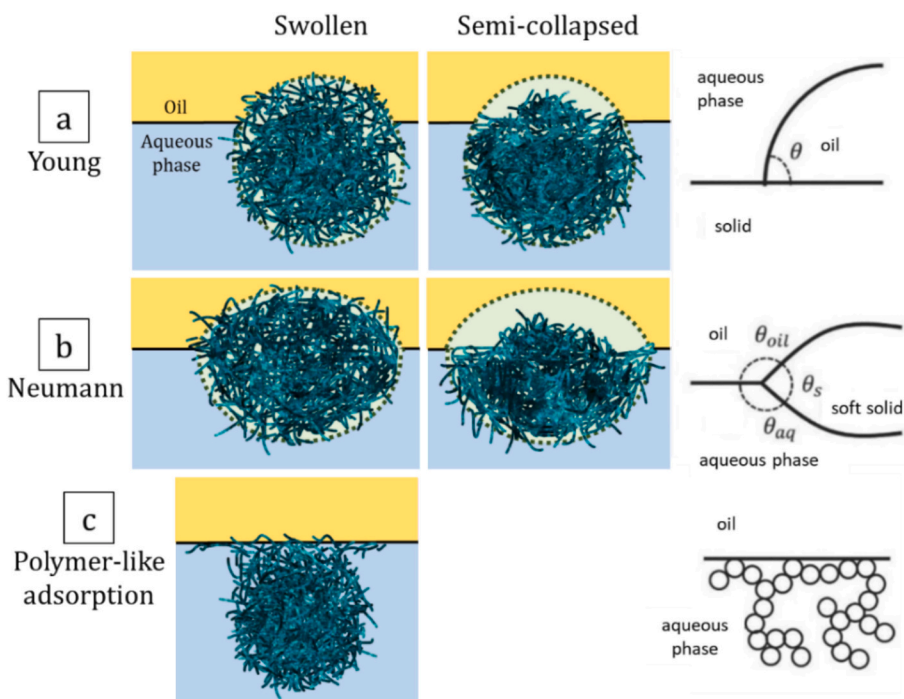 Swollen
Semi-collapsed
a
Young
Oil
Aqueous
phase
aqueous
phase
θ
oil
solid
b
Neumann
oil
θoil
θs
soft solid
θaq
aqueous phase
c
Polymer-like
adsorption
oil
aqueous
phase